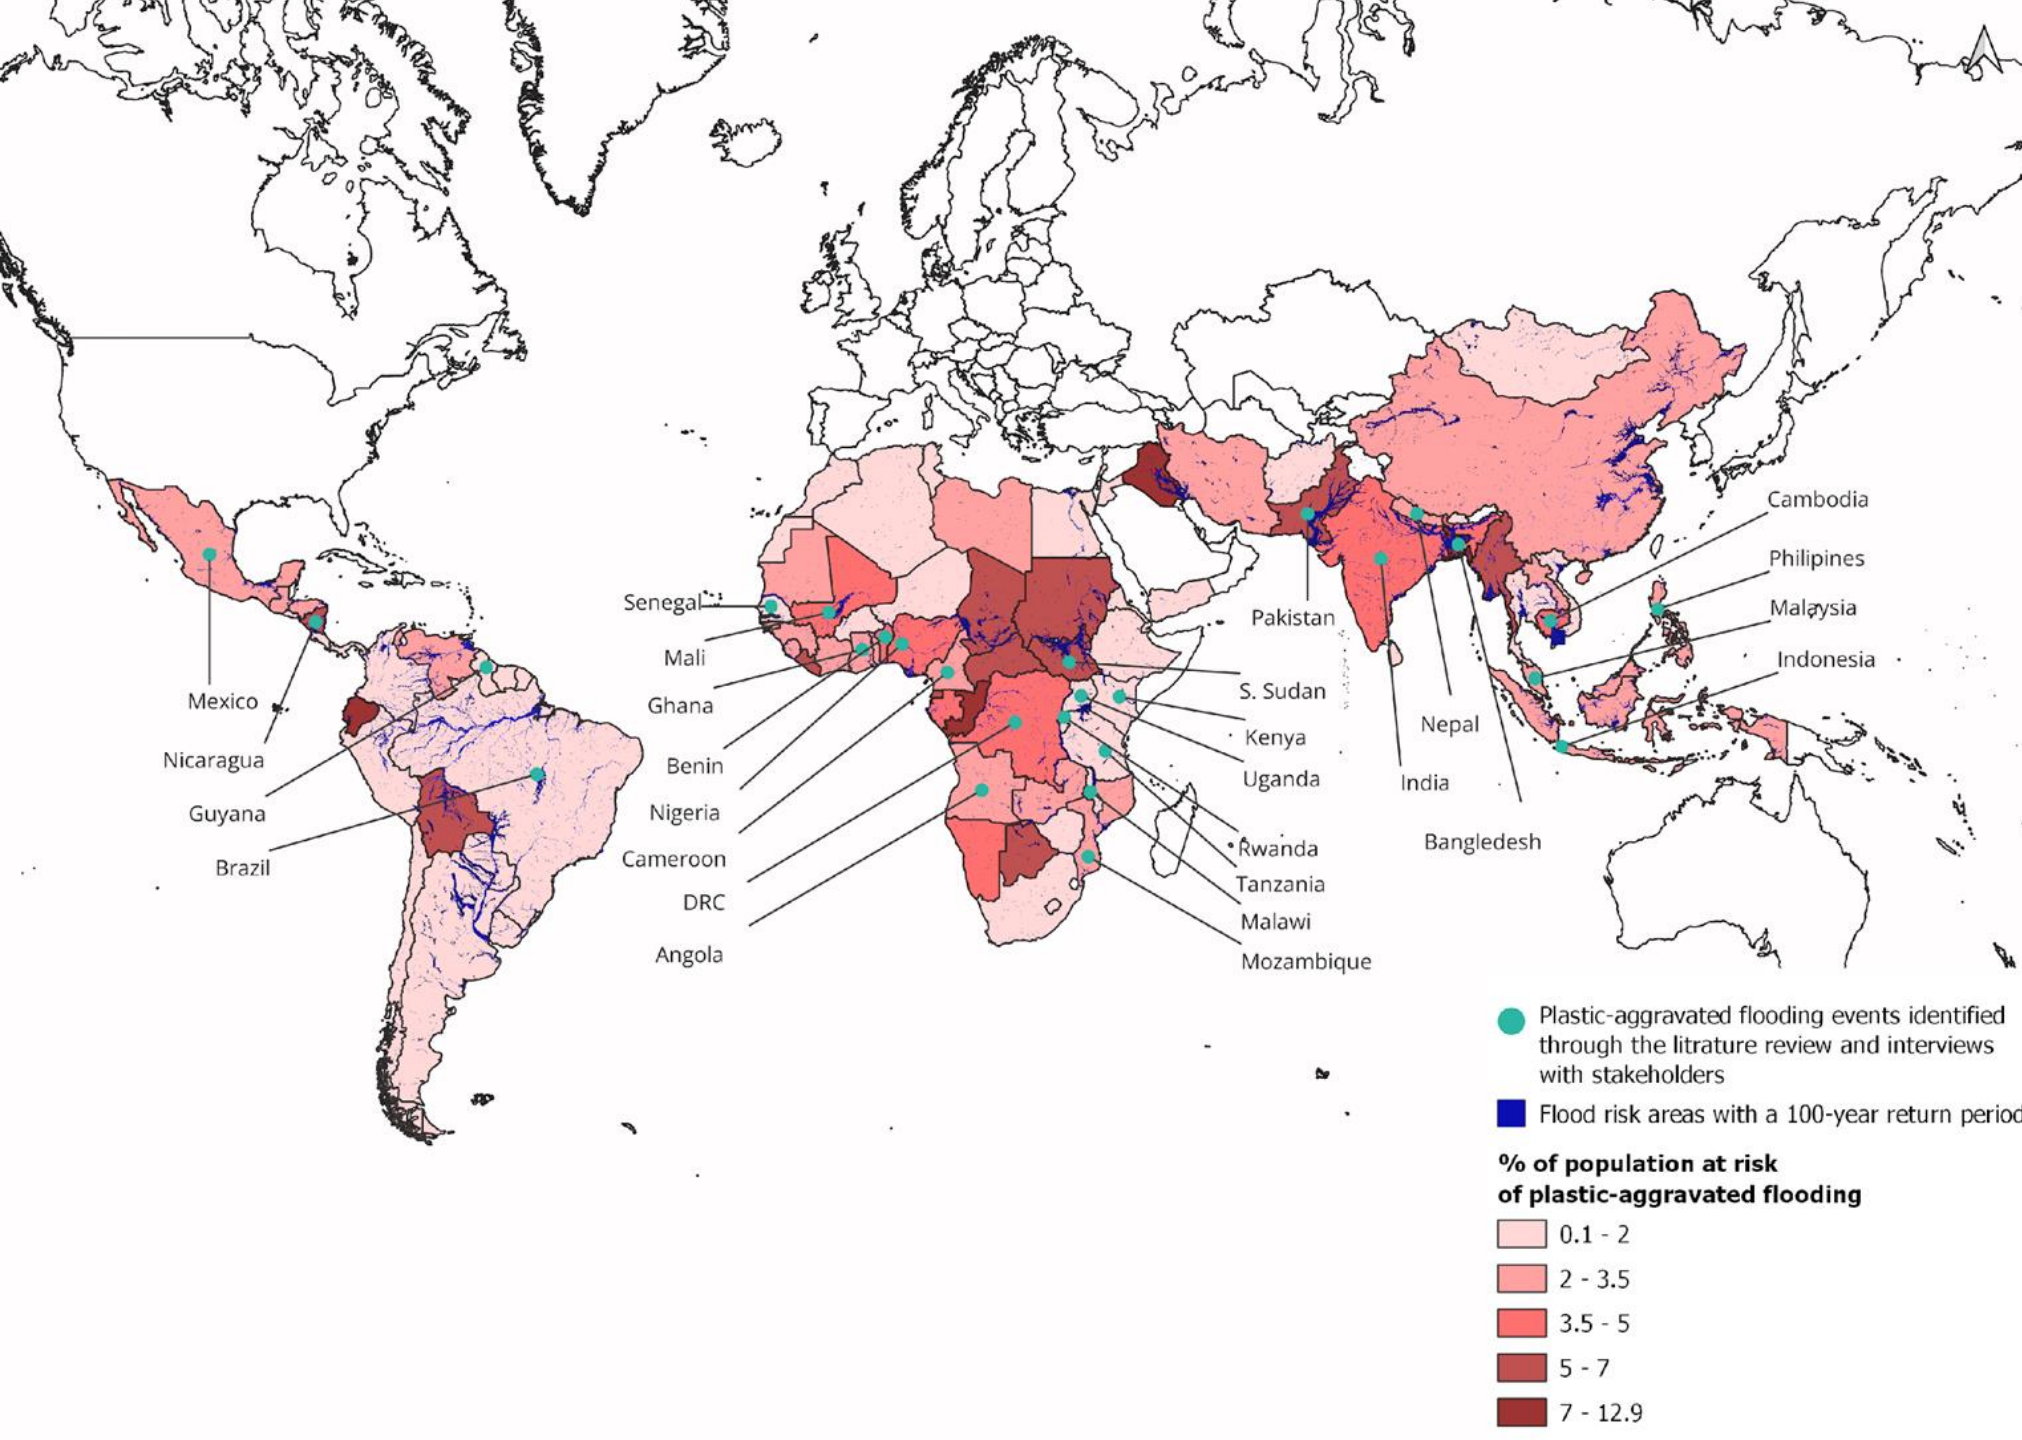 Cambodia
Philipines
Malaysia
Indonesia
Senegal
Mali
Ghana
Benin
Nigeria
Cameroon
DRC
Angola
Mexico
Nicaragua
Guyana
Brazil
Pakistan
S. Sudan
Kenya
Uganda
Rwanda
Tanzania
Malawi
Mozambique
Nepal
India
Bangledesh
Plastic-aggravated flooding events identified
through the litrature review and interviews
with stakeholders
Flood risk areas with a 100-year return period
% of population at risk
of plastic-aggravated flooding
0.1 - 2
2 - 3.5
3.5 - 5
5 - 7
7 - 12.9